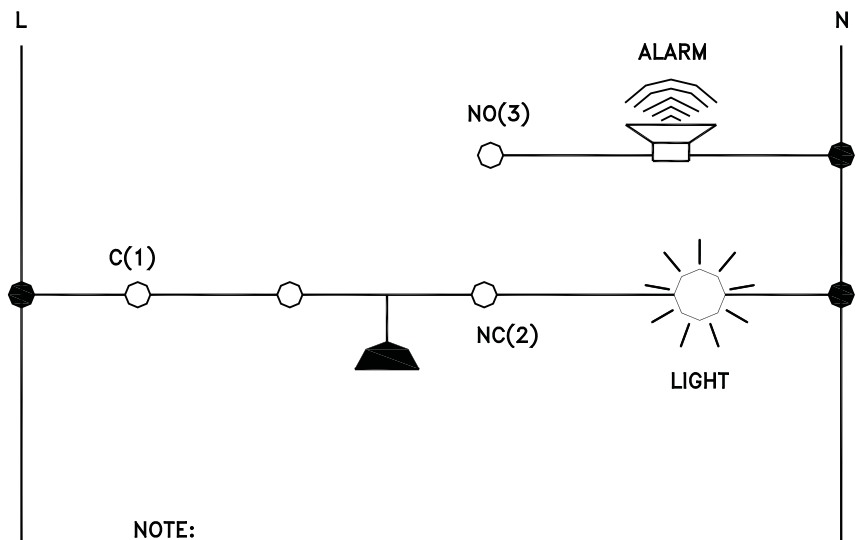 L
N
ALARM
NO(3)
C(1)
NC(2)
LIGHT
NOTE: